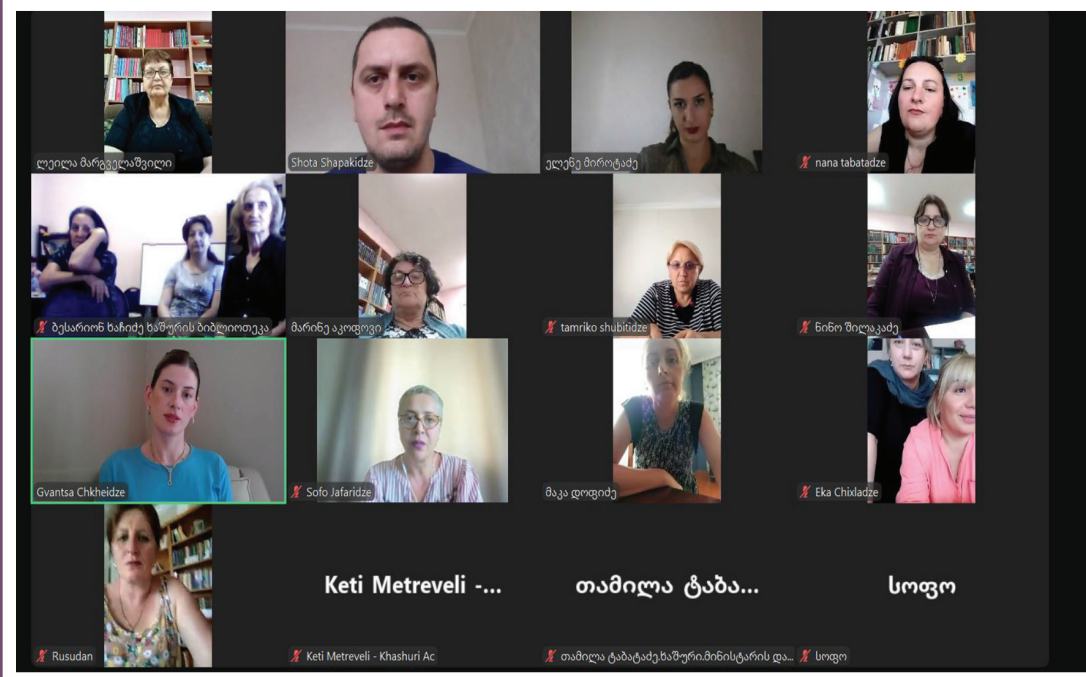 ლეილა მარგველაშვილი
Shota Shapakidze
ელენე მიროტაძე
nana tabatadze
ბესარიონ ხაჩიძე ხაშურის ბიბლიოთეკა
მარინე აკოფოვი
tamriko shubitidze
ნინო შილაკაძე
Gvantsa Chkheidze
Sofo Jafaridze
მაკა დოფიძე
Eka Chixladze
Rusudan
Keti Metreveli -...
Keti Metreveli - Khashuri Ac
თამილა ტაბა...
თამილა ტაბატაძე.ხაშური.მინისტარის და...
სოფო
სოფო